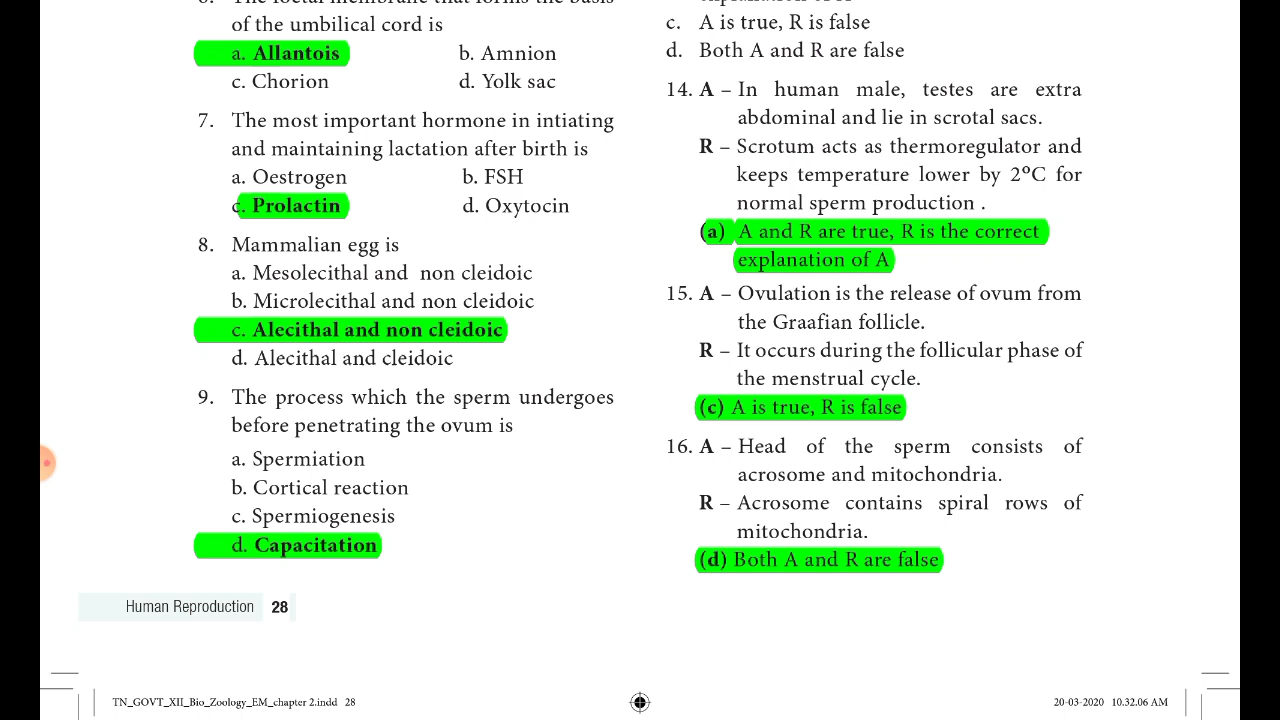 of the umbilical cord is
a. Allantois b. Amnion
c. Chorion d. Yolk sac
7. The most important hormone in intiating
and maintaining lactation after birth is
a. Oestrogen b. FSH
c. Prolactin d. Oxytocin
8. Mammalian egg is
a. Mesolecithal and non cleidoic
b. Microlecithal and non cleidoic
c. Alecithal and non cleidoic
d. Alecithal and cleidoic
9. The process which the sperm undergoes
before penetrating the ovum is
a. Spermiation
b. Cortical reaction
c. Spermiogenesis
d. Capacitation
c. A is true, R is false
d. Both A and R are false
14. A – In human male, testes are extra
abdominal and lie in scrotal sacs.
R – Scrotum acts as thermoregulator and
keeps temperature lower by 2°C for
normal sperm production .
(a) A and R are true, R is the correct
explanation of A
15. A – Ovulation is the release of ovum from
the Graafian follicle.
R – It occurs during the follicular phase of
the menstrual cycle.
(c) A is true, R is false
16. A – Head of the sperm consists of
acrosome and mitochondria.
R – Acrosome contains spiral rows of
mitochondria.
(d) Both A and R are false
Human Reproduction 28
TN_GOVT_XII_Bio_Zoology_EM_chapter 2.indd 28
20-03-2020 10.32.06 AM